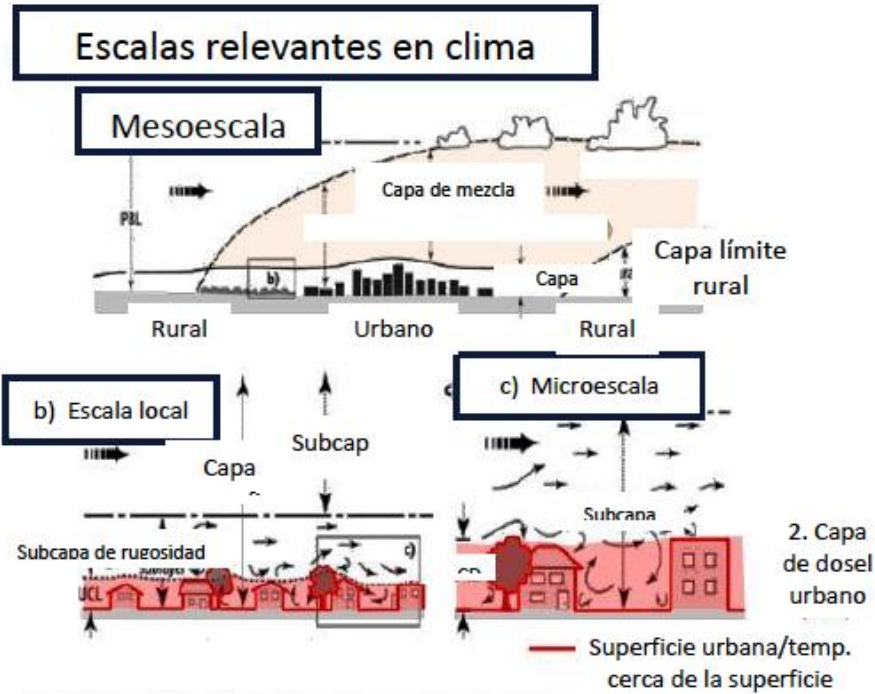 Escalas relevantes en clima
Mesoescala
Capa de mezcla
PBL
b)
Capa
Capa límite
rural
Rural
Urbano
Rural
b) Escala local
Subcap
Capa
Subcapa de rugosidad
c)
UCL
c) Microescala
Subcapa
2. Capa
de dosel
urbano
Superficie urbana/temp.
cerca de la superficie